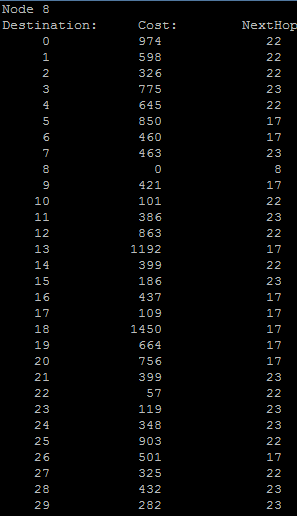 Node 8
Destination: Cost: NextHop
0 974 22
1 598 22
2 326 22
3 775 23
4 645 22
5 850 17
6 460 17
7 463 23
8 0 8
9 421 17
10 101 22
11 386 23
12 863 22
13 1192 17
14 399 22
15 186 23
16 437 17
17 109 17
18 1450 17
19 664 17
20 756 17
21 399 23
22 57 22
23 119 23
24 348 23
25 903 22
26 501 17
27 325 22
28 432 23
29 282 23